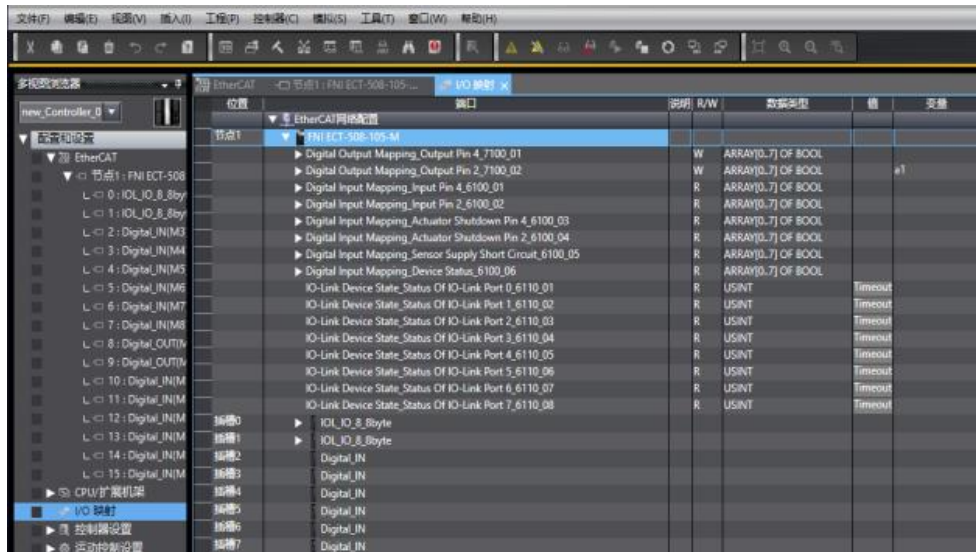 文件(F) 编辑(E) 视图(V) 插入(I) 工程(P) 控制器(C) 模拟(S) 工具(T) 窗口(W) 帮助(H)
多视图浏览器
new_Controller_0
配置和设置
EtherCAT
节点1 : FNI ECT-508
0 : IOL_IO_8_8by
1 : IOL_IO_8_8by
2 : Digital_IN(M3
3 : Digital_IN(M4
4 : Digital_IN(M5
5 : Digital_IN(M6
6 : Digital_IN(M7
7 : Digital_IN(M8
8 : Digital_OUT(M
9 : Digital_OUT(M
10 : Digital_IN(M
11 : Digital_IN(M
12 : Digital_IN(M
13 : Digital_IN(M
14 : Digital_IN(M
15 : Digital_IN(M
CPU/扩展机架
I/O 映射
控制器设置
运动控制设置
EtherCAT 节点1 : FNI ECT-508-105-... I/O 映射
位置 端口 说明 R/W 数据类型 值 变量
EtherCAT网络配置
节点1 FNI ECT-508-105-M
Digital Output Mapping_Output Pin 4_7100_01 W ARRAY[0..7] OF BOOL
Digital Output Mapping_Output Pin 2_7100_02 W ARRAY[0..7] OF BOOL a1
Digital Input Mapping_Input Pin 4_6100_01 R ARRAY[0..7] OF BOOL
Digital Input Mapping_Input Pin 2_6100_02 R ARRAY[0..7] OF BOOL
Digital Input Mapping_Actuator Shutdown Pin 4_6100_03 R ARRAY[0..7] OF BOOL
Digital Input Mapping_Actuator Shutdown Pin 2_6100_04 R ARRAY[0..7] OF BOOL
Digital Input Mapping_Sensor Supply Short Circuit_6100_05 R ARRAY[0..7] OF BOOL
Digital Input Mapping_Device Status_6100_06 R ARRAY[0..7] OF BOOL
IO-Link Device State_Status Of IO-Link Port 0_6110_01 R USINT Timeout
IO-Link Device State_Status Of IO-Link Port 1_6110_02 R USINT Timeout
IO-Link Device State_Status Of IO-Link Port 2_6110_03 R USINT Timeout
IO-Link Device State_Status Of IO-Link Port 3_6110_04 R USINT Timeout
IO-Link Device State_Status Of IO-Link Port 4_6110_05 R USINT Timeout
IO-Link Device State_Status Of IO-Link Port 5_6110_06 R USINT Timeout
IO-Link Device State_Status Of IO-Link Port 6_6110_07 R USINT Timeout
IO-Link Device State_Status Of IO-Link Port 7_6110_08 R USINT Timeout
插槽0 IOL_IO_8_8byte
插槽1 IOL_IO_8_8byte
插槽2 Digital_IN
插槽3 Digital_IN
插槽4 Digital_IN
插槽5 Digital_IN
插槽6 Digital_IN
插槽7 Digital_IN